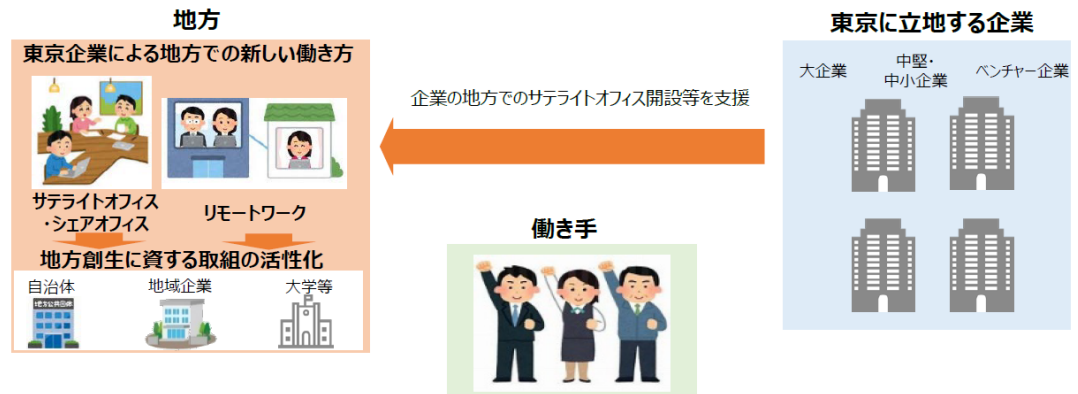 地方
東京企業による地方での新しい働き方
サテライトオフィス
・シェアオフィス
リモートワーク
地方創生に資する取組の活性化
自治体
地域企業
大学等
地方公共団体
企業の地方でのサテライトオフィス開設等を支援
働き手
東京に立地する企業
大企業
中堅・
中小企業
ベンチャー企業